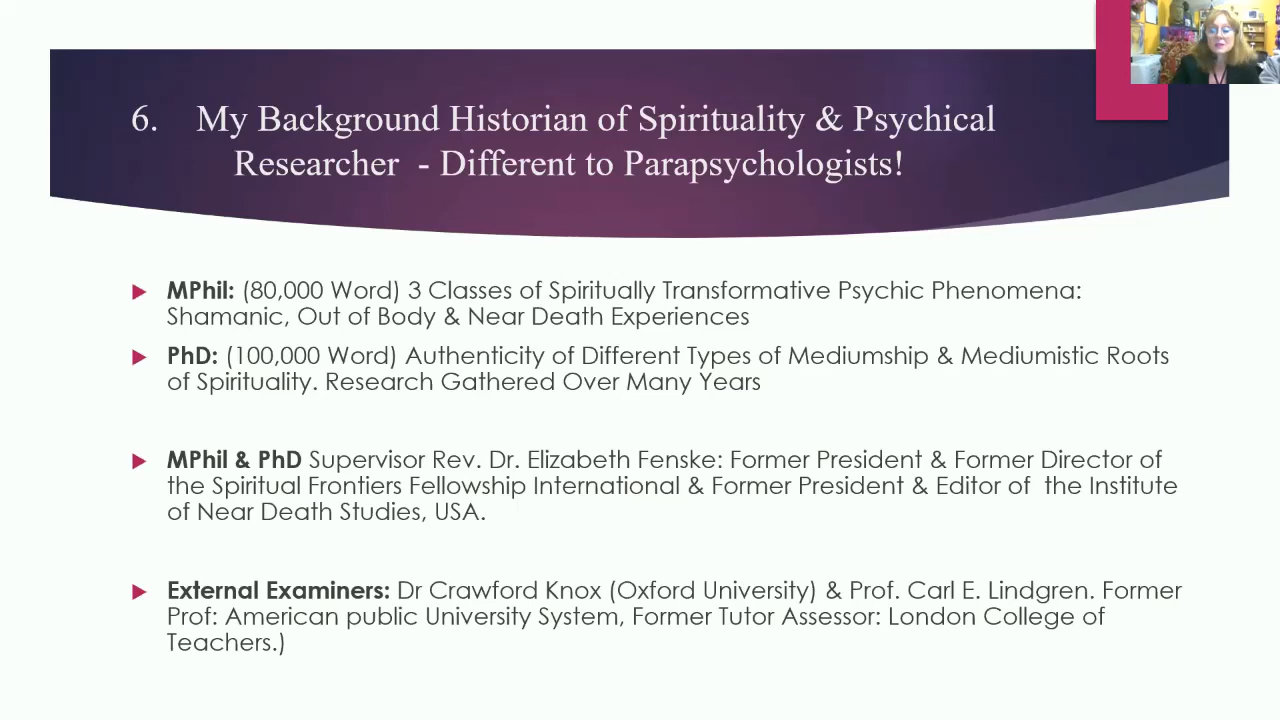 6. My Background Historian of Spirituality & Psychical
Researcher - Different to Parapsychologists!
MPhil: (80,000 Word) 3 Classes of Spiritually Transformative Psychic Phenomena:
Shamanic, Out of Body & Near Death Experiences
PhD: (100,000 Word) Authenticity of Different Types of Mediumship & Mediumistic Roots
of Spirituality. Research Gathered Over Many Years
MPhil & PhD Supervisor Rev. Dr. Elizabeth Fenske: Former President & Former Director of
the Spiritual Frontiers Fellowship International & Former President & Editor of the Institute
of Near Death Studies, USA.
External Examiners: Dr Crawford Knox (Oxford University) & Prof. Carl E. Lindgren. Former
Prof: American public University System, Former Tutor Assessor: London College of
Teachers.)